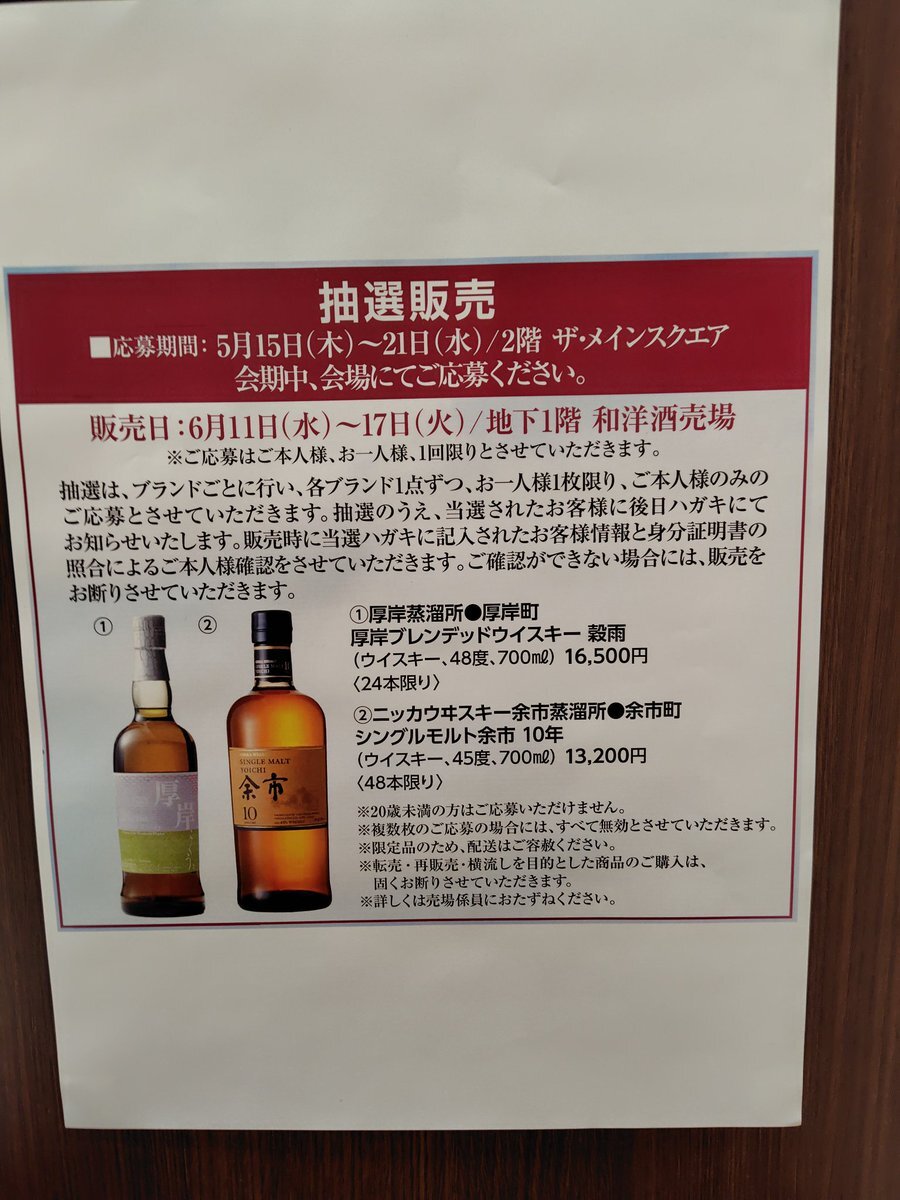 抽選販売
■応募期間：5月15日(木)～21日(水)/2階 ザ・メインスクエア
会期中、会場にてご応募ください。
販売日：6月11日(水)～17日(火)/地下1階 和洋酒売場
※ご応募はご本人様、お一人様、1回限りとさせていただきます。
抽選は、ブランドごとに行い、各ブランド1点ずつ、お一人様1枚限り、ご本人様のみの
ご応募とさせていただきます。抽選のうえ、当選されたお客様に後日ハガキにて
お知らせいたします。販売時に当選ハガキに記入されたお客様情報と身分証明書の
照合によるご本人様確認をさせていただきます。ご確認ができない場合には、販売を
お断りさせていただきます。
① ②
①厚岸蒸溜所●厚岸町
厚岸ブレンデッドウイスキー 穀雨
(ウイスキー、48度、700㎖) 16,500円
〈24本限り〉
②ニッカウヰスキー余市蒸溜所●余市町
シングルモルト余市 10年
(ウイスキー、45度、700㎖) 13,200円
〈48本限り〉
※20歳未満の方はご応募いただけません。
※複数枚のご応募の場合には、すべて無効とさせていただきます。
※限定品のため、配送はご容赦ください。
※転売・再販売・横流しを目的とした商品のご購入は、
固くお断りさせていただきます。
※詳しくは売場係員におたずねください。
厚岸
SINGLE MALT
YOICHI
余市
10